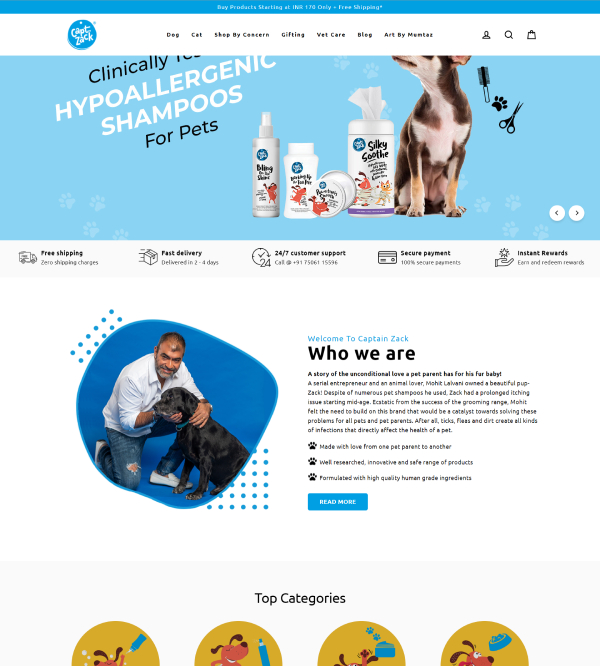 Buy Products Starting at INR 170 Only + Free Shipping*
Capt. Zack
Dog Cat Shop By Concern Gifting Vet Care Blog Art By Mumtaz
Clinically
HYPOALLERGENIC
SHAMPOOS
For Pets
Bling
Shine
Silky
Soothe
Free shipping
Zero shipping charges
Fast delivery
Delivered in 2 - 4 days
24/7 customer support
Call @ +91 75061 15596
Secure payment
100% secure payments
Instant Rewards
Earn and redeem rewards
Welcome To Captain Zack
Who we are
A story of the unconditional love a pet parent has for his fur baby!
A serial entrepreneur and an animal lover, Mohit Lalvani owned a beautiful pup-
Zack! Despite of numerous pet shampoos he used, Zack had a prolonged itching
issue starting mid-age. Ecstatic from the success of the grooming range, Mohit
felt the need to build on this brand that would be a catalyst towards solving these
problems for all pets and pet parents. After all, ticks, fleas and dirt create all kinds
of infections that directly affect the health of a pet.
Made with love from one pet parent to another
Well researched, innovative and safe range of products
Formulated with high quality human grade ingredients
READ MORE
Top Categories